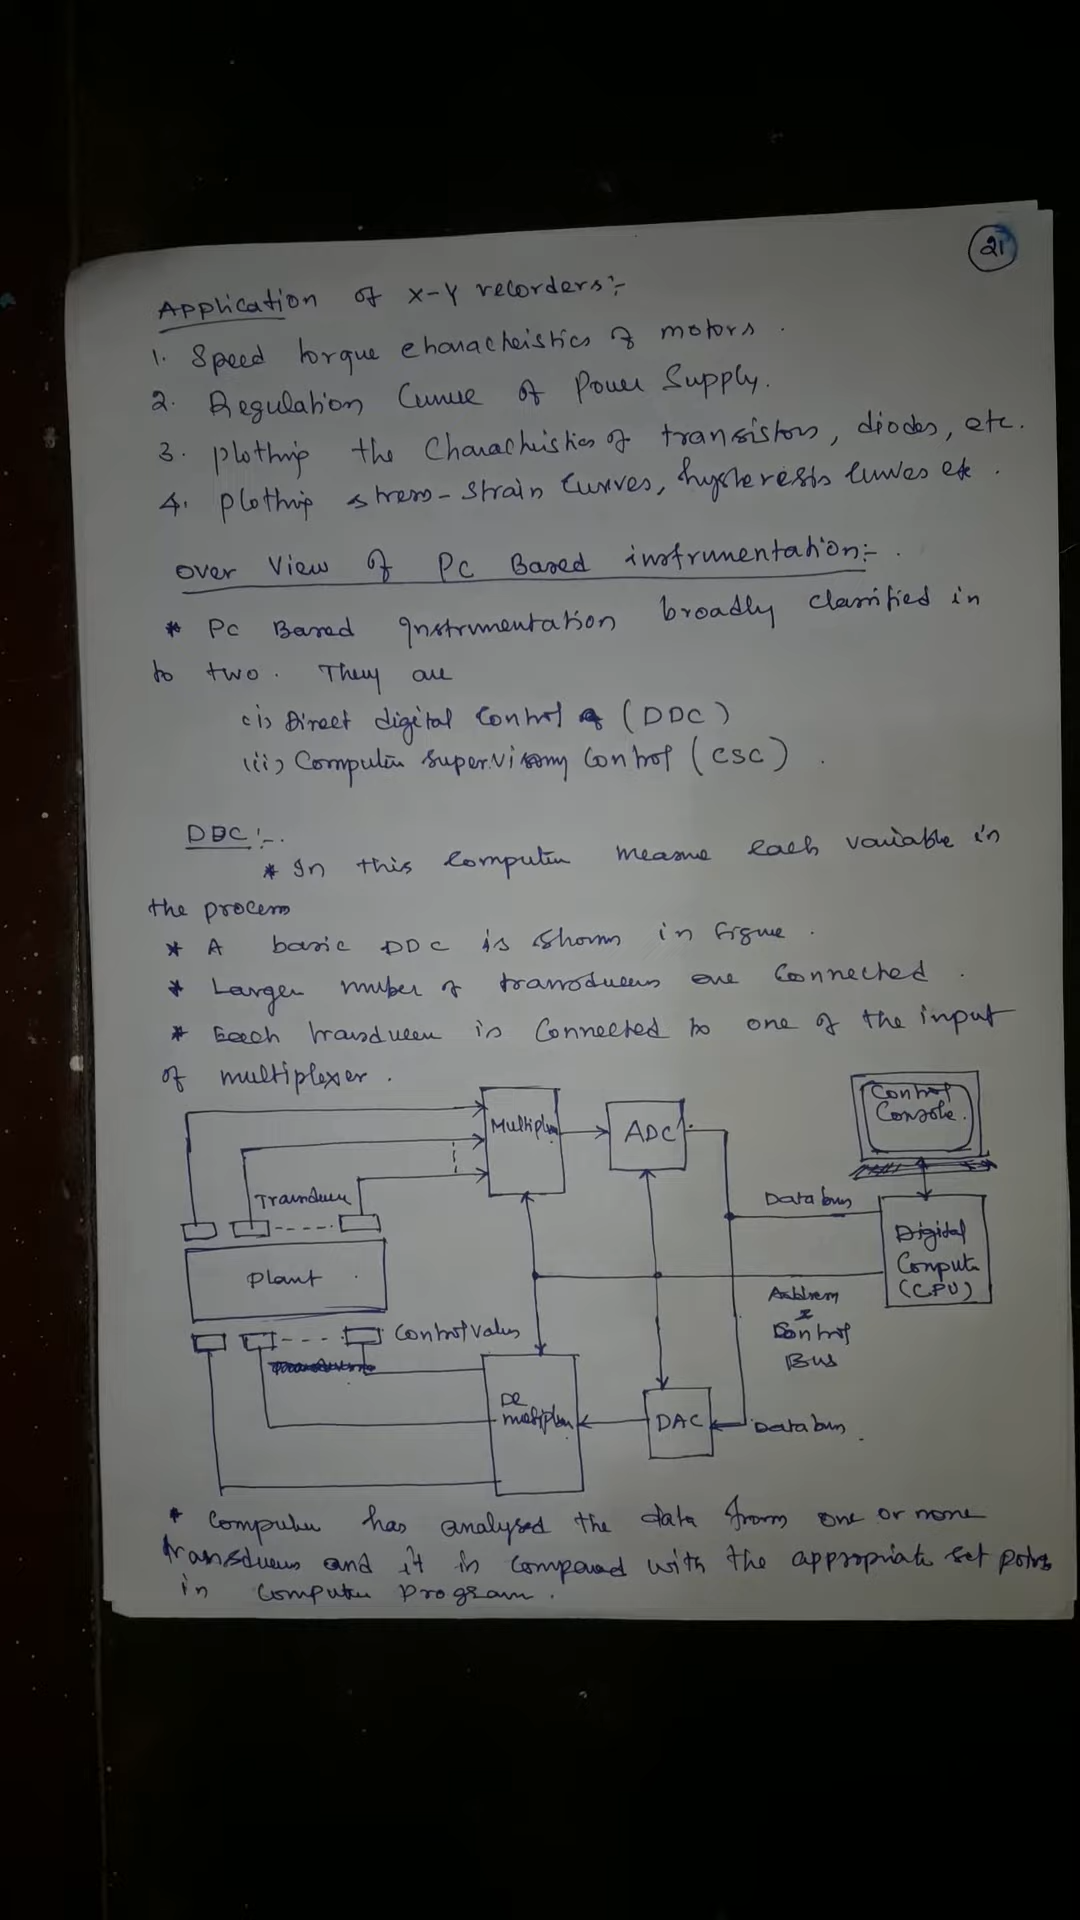 21
Application of X-Y recorders:-
1. Speed torque characteristics of motors.
2. Regulation Curve of Power Supply.
3. plotting the Characteristics of transistors, diodes, etc.
4. plotting stress-strain curves, hysteresis curves etc.
over view of Pc Based instrumentation:-.
* Pc Based Instrumentation broadly classified in
to two. They are
(i) Direct digital Control (DDC)
(ii) Computer supervisory Control (CSC).
DDC:-.
* In this Computer measure each variable in
the process
* A basic DDC is shown in figure.
* Larger number of transducers are Connected.
* Each transducer is Connected to one of the input
of multiplexer.
Control
Console.
Multiplexer
ADC
Transducer
Data bus
Digital
Computer
(CPU)
Plant
Address
&
Control
Bus
Control Valves
De
multiplexer
DAC
Data bus.
* Computer has analysed the data from one or more
transducers and it is Compared with the appropriate set points
in Computer Program.